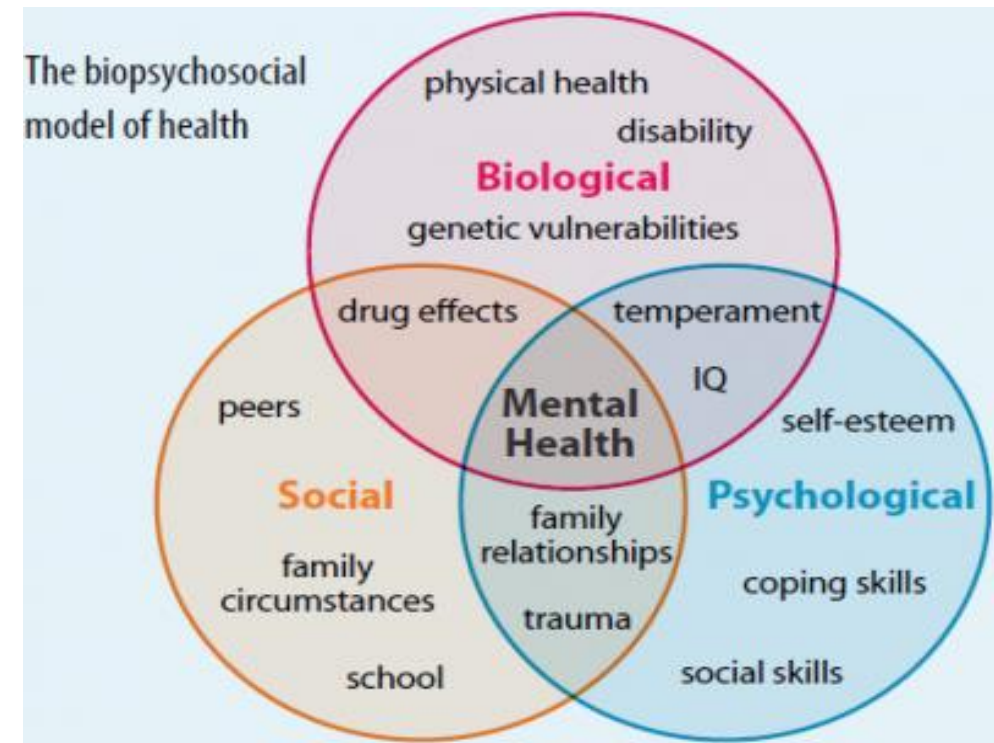 The biopsychosocial
model of health
physical health
disability
Biological
genetic vulnerabilities
drug effects
temperament
IQ
peers
Mental
Health
self-esteem
Social
Psychological
family
relationships
family
circumstances
coping skills
trauma
school
social skills